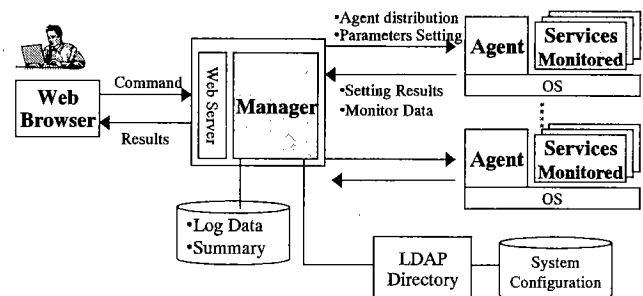 •Agent distribution
•Parameters Setting
Agent
Services
Monitored
OS
Command
Web
Browser
Results
Web Server
Manager
•Setting Results
•Monitor Data
Agent
Services
Monitored
OS
•Log Data
•Summary
LDAP
Directory
System
Configuration